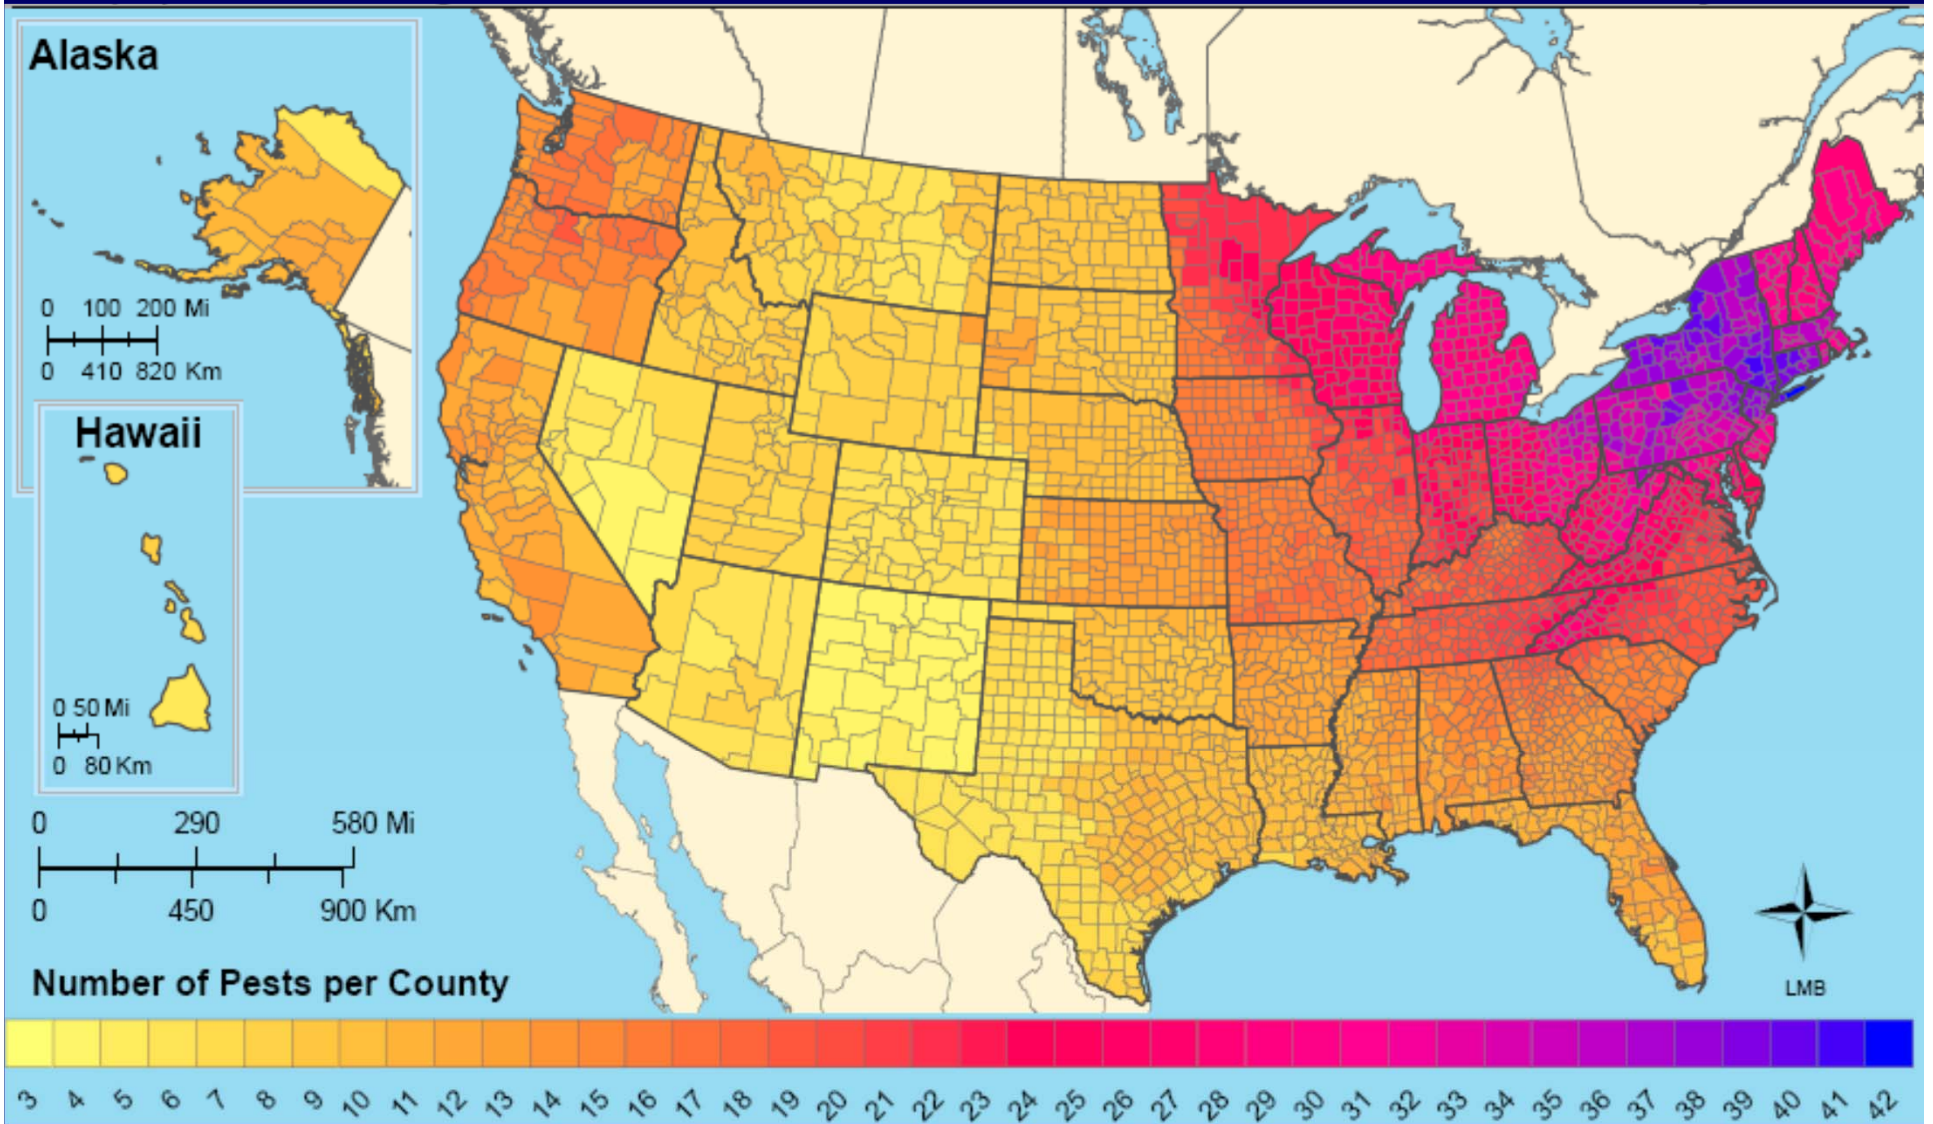 Alaska
0 100 200 Mi
0 410 820 Km
Hawaii
0 50 Mi
0 80 Km
0 290 580 Mi
0 450 900 Km
LMB
Number of Pests per County
3 4 5 6 7 8 9 10 11 12 13 14 15 16 17 18 19 20 21 22 23 24 25 26 27 28 29 30 31 32 33 34 35 36 37 38 39 40 41 42